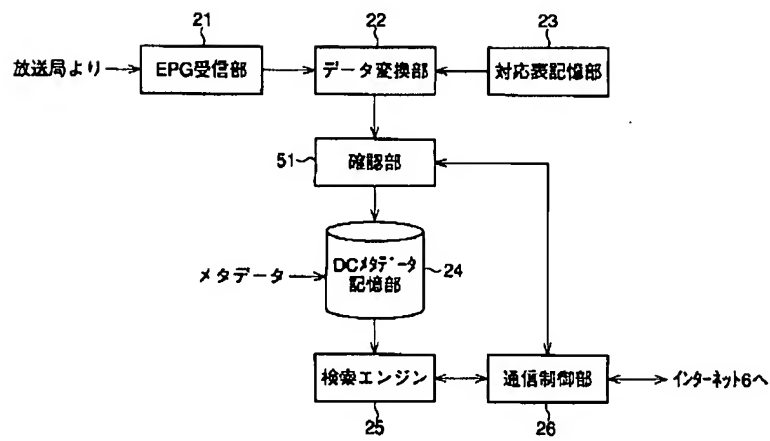 21
22
23
放送局より
EPG受信部
データ変換部
対応表記憶部
51
確認部
メタデータ
DCメタデータ
記憶部
24
検索エンジン
通信制御部
インターネット6へ
25
26